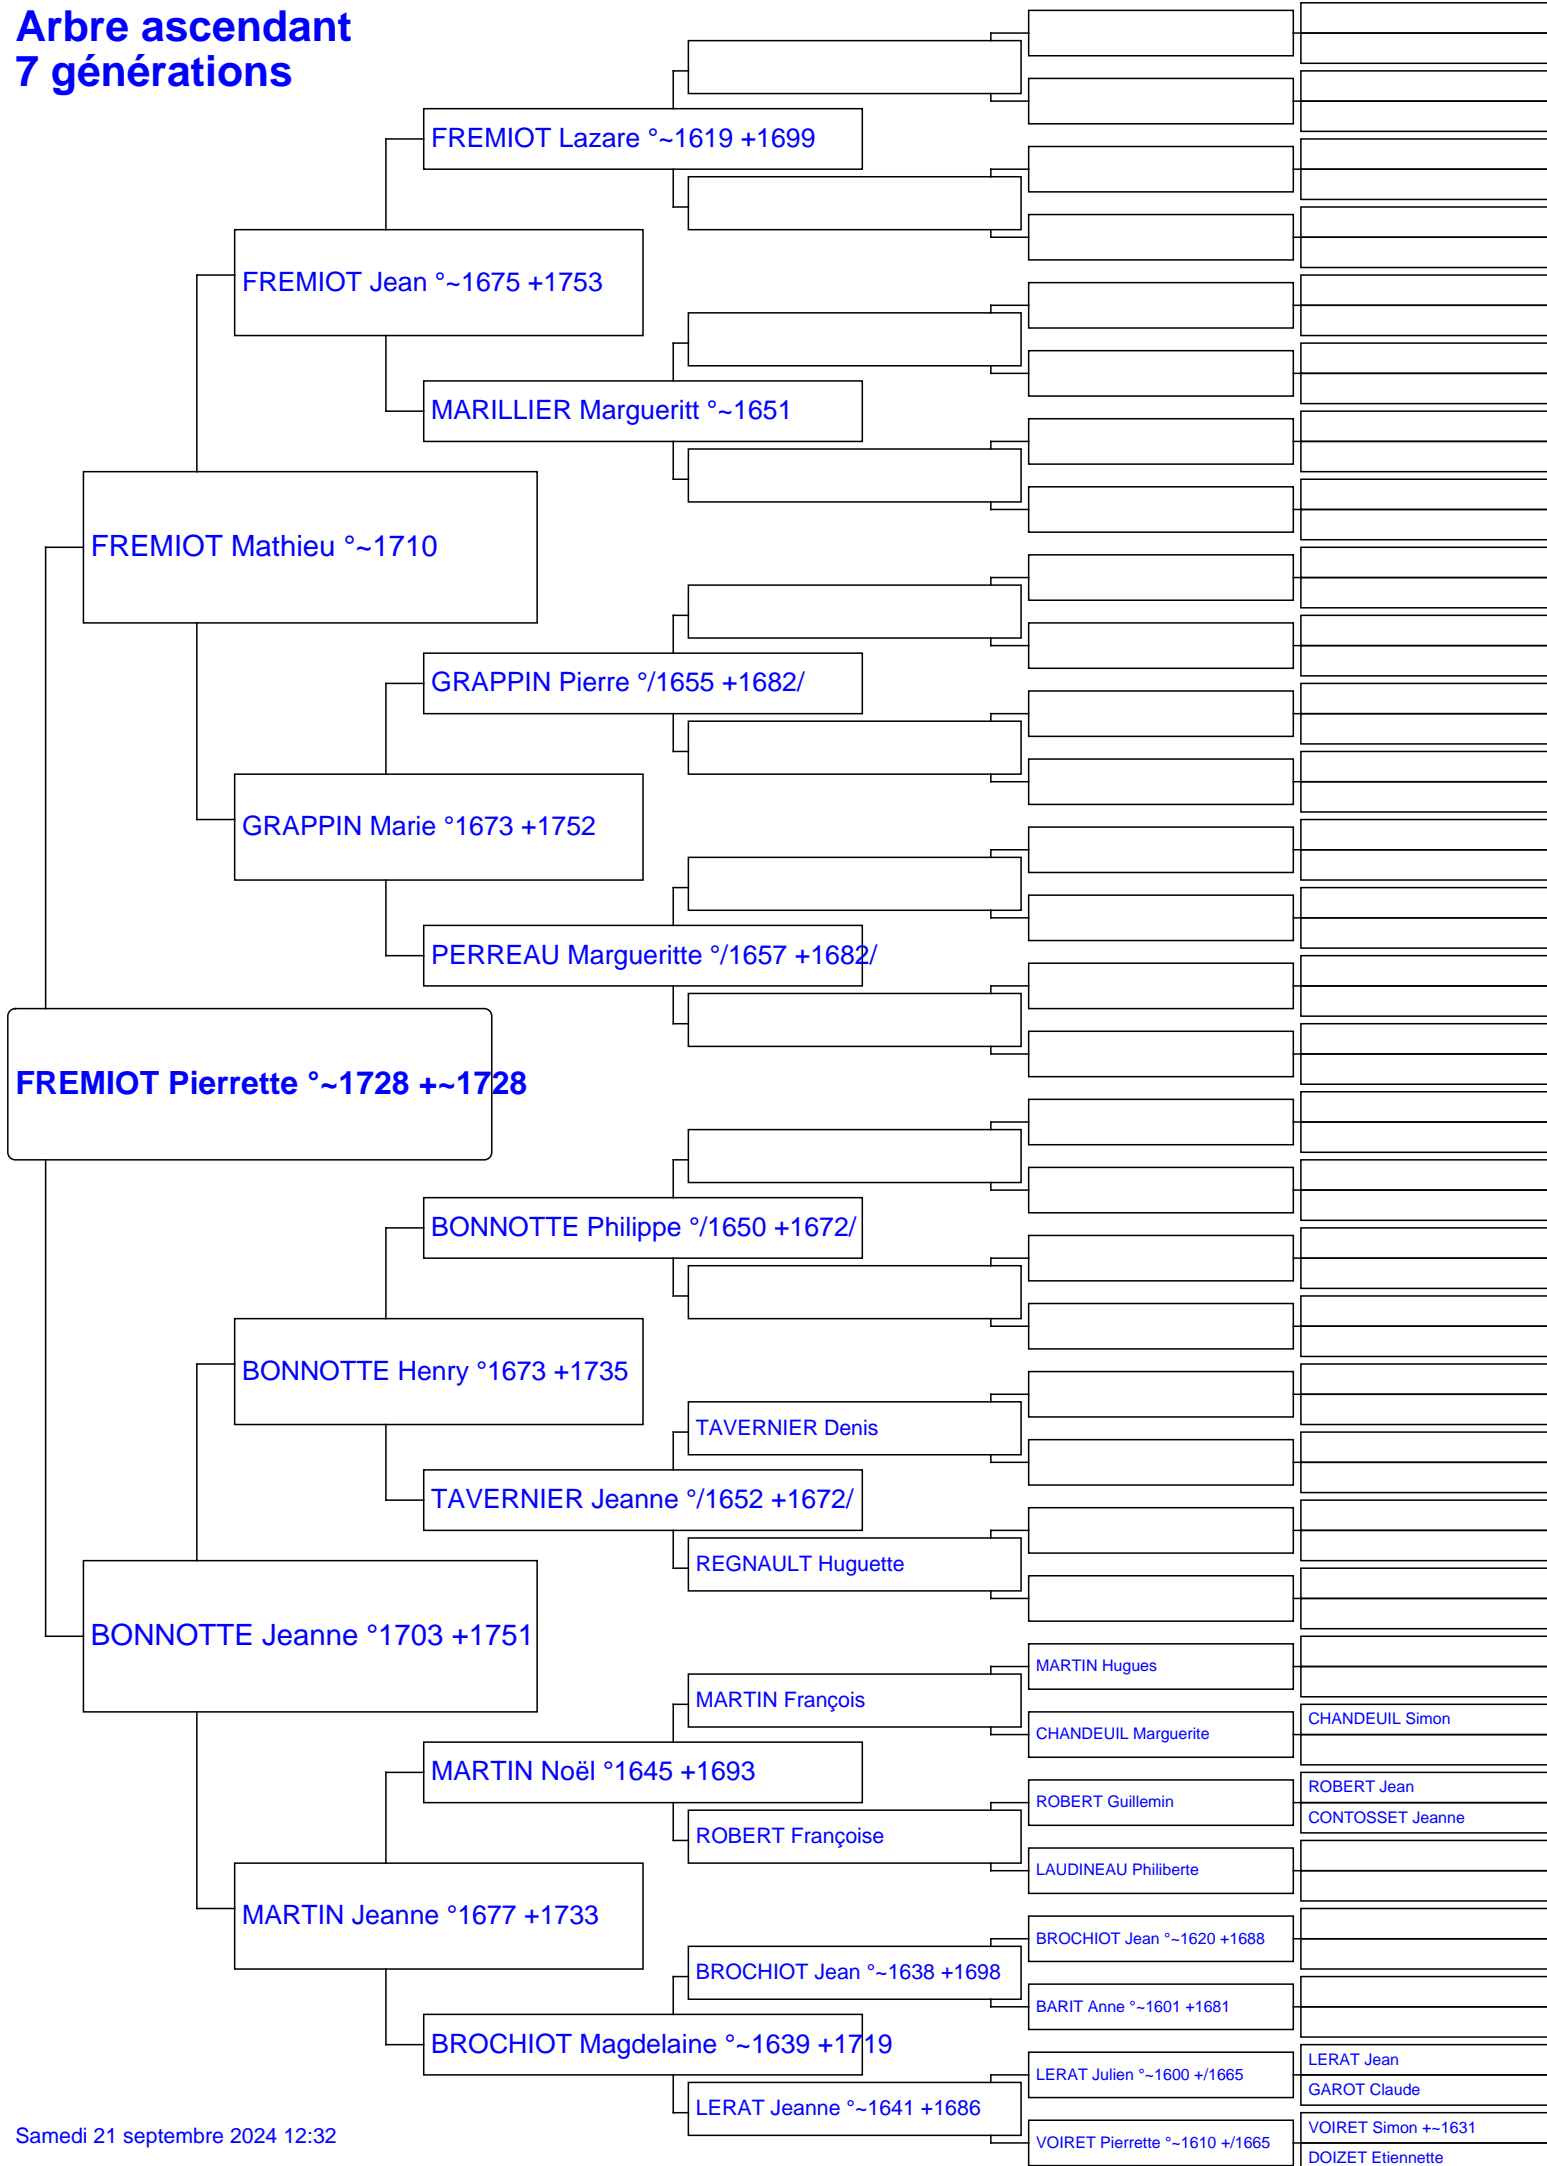 Arbre ascendant
7 générations
FREMIOT Lazare °~1619 +1699
FREMIOT Jean °~1675 +1753
MARILLIER Margueritt °~1651
FREMIOT Mathieu °~1710
GRAPPIN Pierre °/1655 +1682/
GRAPPIN Marie °1673 +1752
PERREAU Margueritte °/1657 +1682/
FREMIOT Pierrette °~1728 +~1728
BONNOTTE Philippe °/1650 +1672/
BONNOTTE Henry °1673 +1735
TAVERNIER Denis
TAVERNIER Jeanne °/1652 +1672/
REGNAULT Huguette
BONNOTTE Jeanne °1703 +1751
MARTIN Hugues
MARTIN François
CHANDEUIL Simon
CHANDEUIL Marguerite
MARTIN Noël °1645 +1693
ROBERT Jean
ROBERT Guillemin
CONTOSSET Jeanne
ROBERT Françoise
LAUDINEAU Philiberte
MARTIN Jeanne °1677 +1733
BROCHIOT Jean °~1620 +1688
BROCHIOT Jean °~1638 +1698
BARIT Anne °~1601 +1681
BROCHIOT Magdelaine °~1639 +1719
LERAT Jean
LERAT Julien °~1600 +/1665
GAROT Claude
LERAT Jeanne °~1641 +1686
VOIRET Simon +~1631
VOIRET Pierrette °~1610 +/1665
DOIZET Etiennette
Samedi 21 septembre 2024 12:32